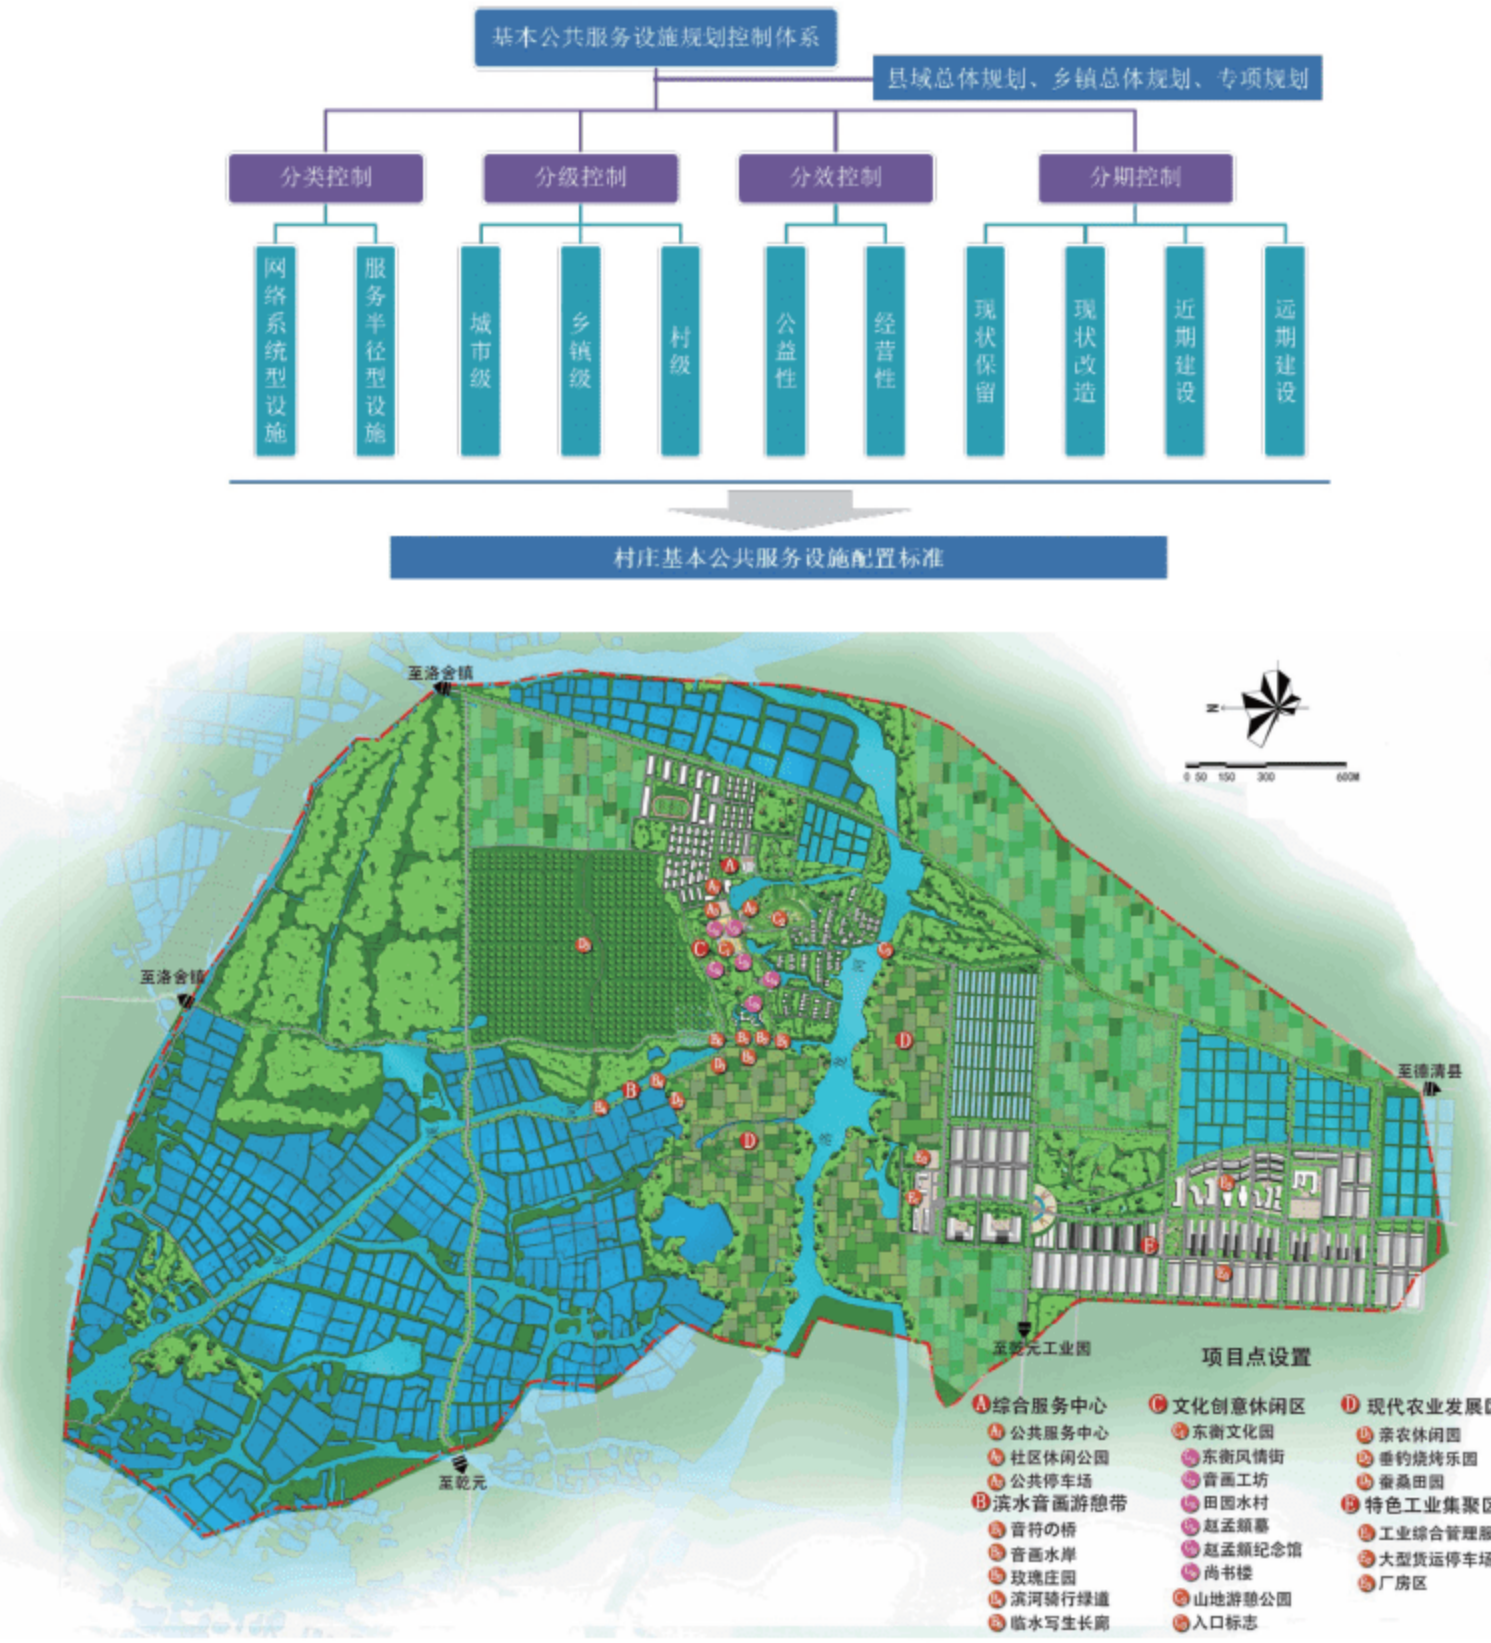 基本公共服务设施规划控制体系
县域总体规划、乡镇总体规划、专项规划
分类控制
分级控制
分效控制
分期控制
网络系统型设施
服务半径型设施
城市级
乡镇级
村级
公益性
经营性
现状保留
现状改造
近期建设
远期建设
村庄基本公共服务设施配置标准
至洛舍镇
N
0 50 150 300 600M
至洛舍镇
A
C
河
龙
D
B
D
E
至德清县
至乾元工业园
至乾元
项目点设置
A 综合服务中心
公共服务中心
社区休闲公园
公共停车场
B 滨水音画游憩带
音符の桥
音画水岸
玫瑰庄园
滨河骑行绿道
临水写生长廊
C 文化创意休闲区
东衡文化园
东衡风情街
音画工坊
田园水村
赵孟頫墓
赵孟頫纪念馆
尚书楼
山地游憩公园
入口标志
D 现代农业发展区
亲农休闲园
垂钓烧烤乐园
蚕桑田园
E 特色工业集聚区
工业综合管理服
大型货运停车场
厂房区